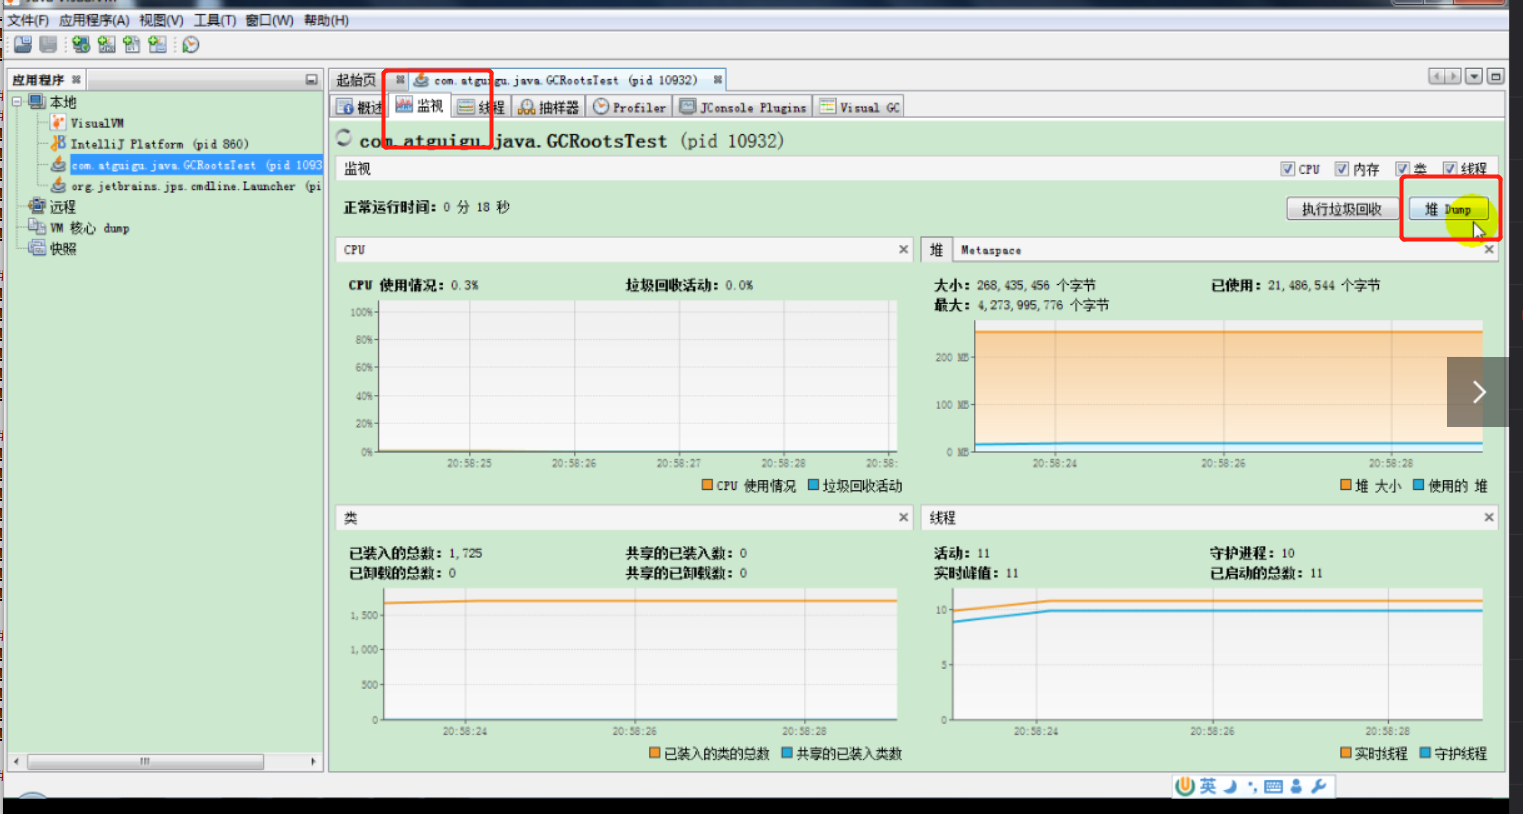 Java VisualVM
文件(F) 应用程序(A) 视图(V) 工具(T) 窗口(W) 帮助(H)
应用程序
本地
VisualVM
IntelliJ Platform (pid 860)
com.atguigu.java.GCRootsTest (pid 1093
org.jetbrains.jps.cmdline.Launcher (pi
远程
VM 核心 dump
快照
起始页 com.atguigu.java.GCRootsTest (pid 10932)
概述 监视 线程 抽样器 Profiler JConsole Plugins Visual GC
com.atguigu.java.GCRootsTest (pid 10932)
监视 CPU 内存 类 线程
正常运行时间: 0 分 18 秒 执行垃圾回收 堆 Dump
CPU
CPU 使用情况: 0.3% 垃圾回收活动: 0.0%
100%
80%
60%
40%
20%
0%
20:58:25 20:58:26 20:58:27 20:58:28 20:58:
CPU 使用情况 垃圾回收活动
堆 Metaspace
大小: 268,435,456 个字节 已使用: 21,486,544 个字节
最大: 4,273,995,776 个字节
200 MB
100 MB
0 MB
20:58:24 20:58:26 20:58:28
堆 大小 使用的 堆
类
已装入的总数: 1,725 共享的已装入数: 0
已卸载的总数: 0 共享的已卸载数: 0
1,500
1,000
500
0
20:58:24 20:58:26 20:58:28
已装入的类的总数 共享的已装入类数
线程
活动: 11 守护进程: 10
实时峰值: 11 已启动的总数: 11
10
5
0
20:58:24 20:58:26 20:58:28
实时线程 守护线程
英